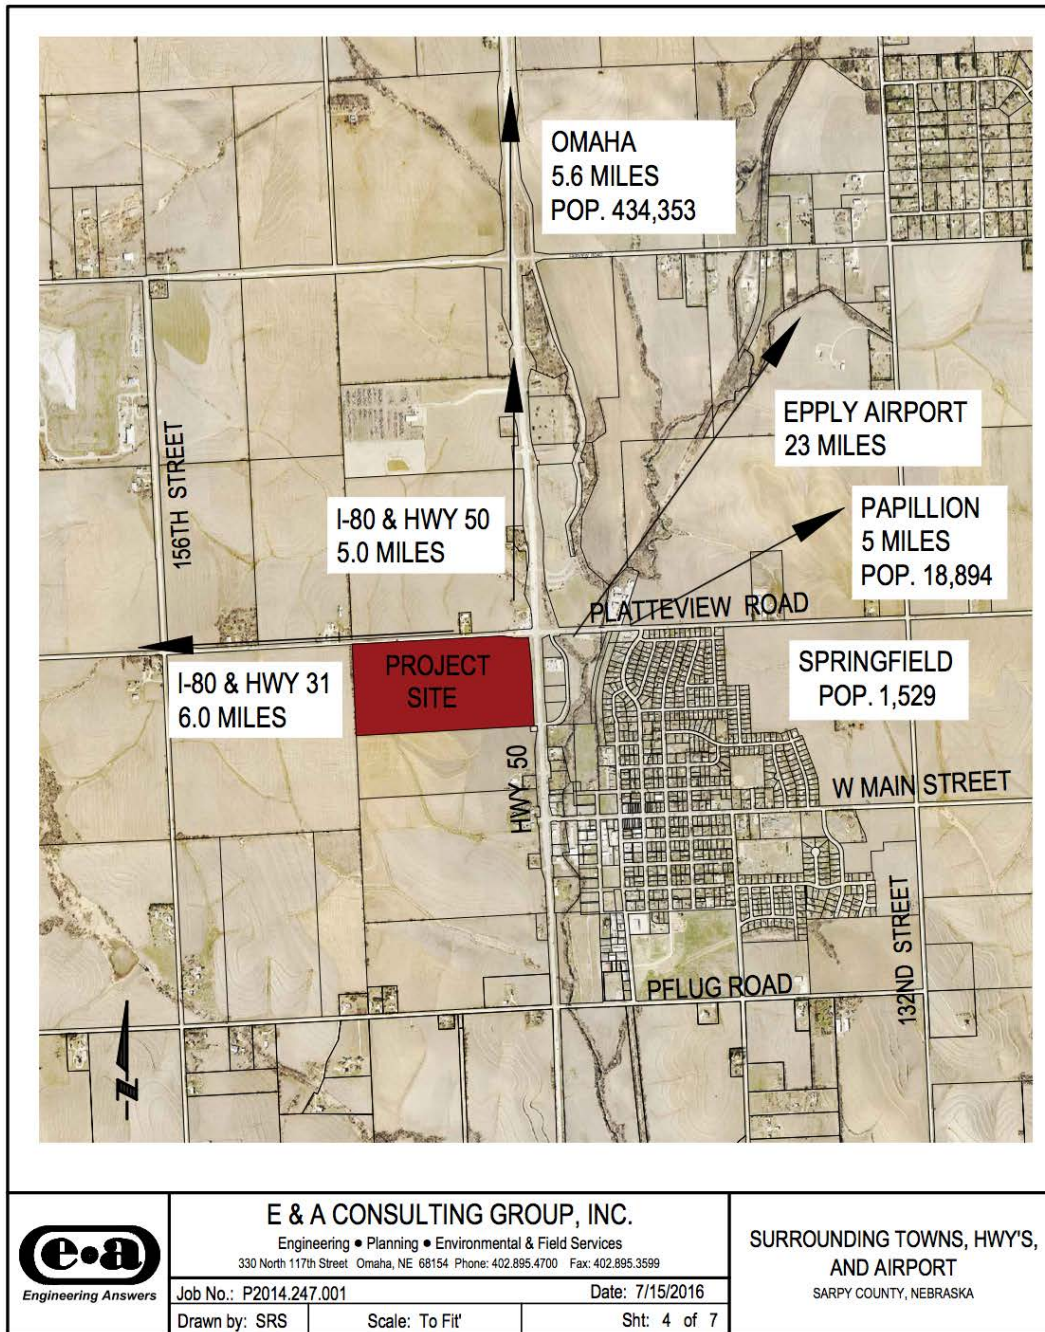 OMAHA
5.6 MILES
POP. 434,353
EPPLY AIRPORT
23 MILES
156TH STREET
I-80 & HWY 50
5.0 MILES
PAPILLION
5 MILES
POP. 18,894
PLATTEVIEW ROAD
I-80 & HWY 31
6.0 MILES
PROJECT
SITE
SPRINGFIELD
POP. 1,529
HWY 50
W MAIN STREET
132ND STREET
PFLUG ROAD
N
e•a
Engineering Answers
E & A CONSULTING GROUP, INC.
Engineering • Planning • Environmental & Field Services
330 North 117th Street Omaha, NE 68154 Phone: 402.895.4700 Fax: 402.895.3599
Job No.: P2014.247.001
Date: 7/15/2016
Drawn by: SRS
Scale: To Fit'
Sht: 4 of 7
SURROUNDING TOWNS, HWY'S,
AND AIRPORT
SARPY COUNTY, NEBRASKA